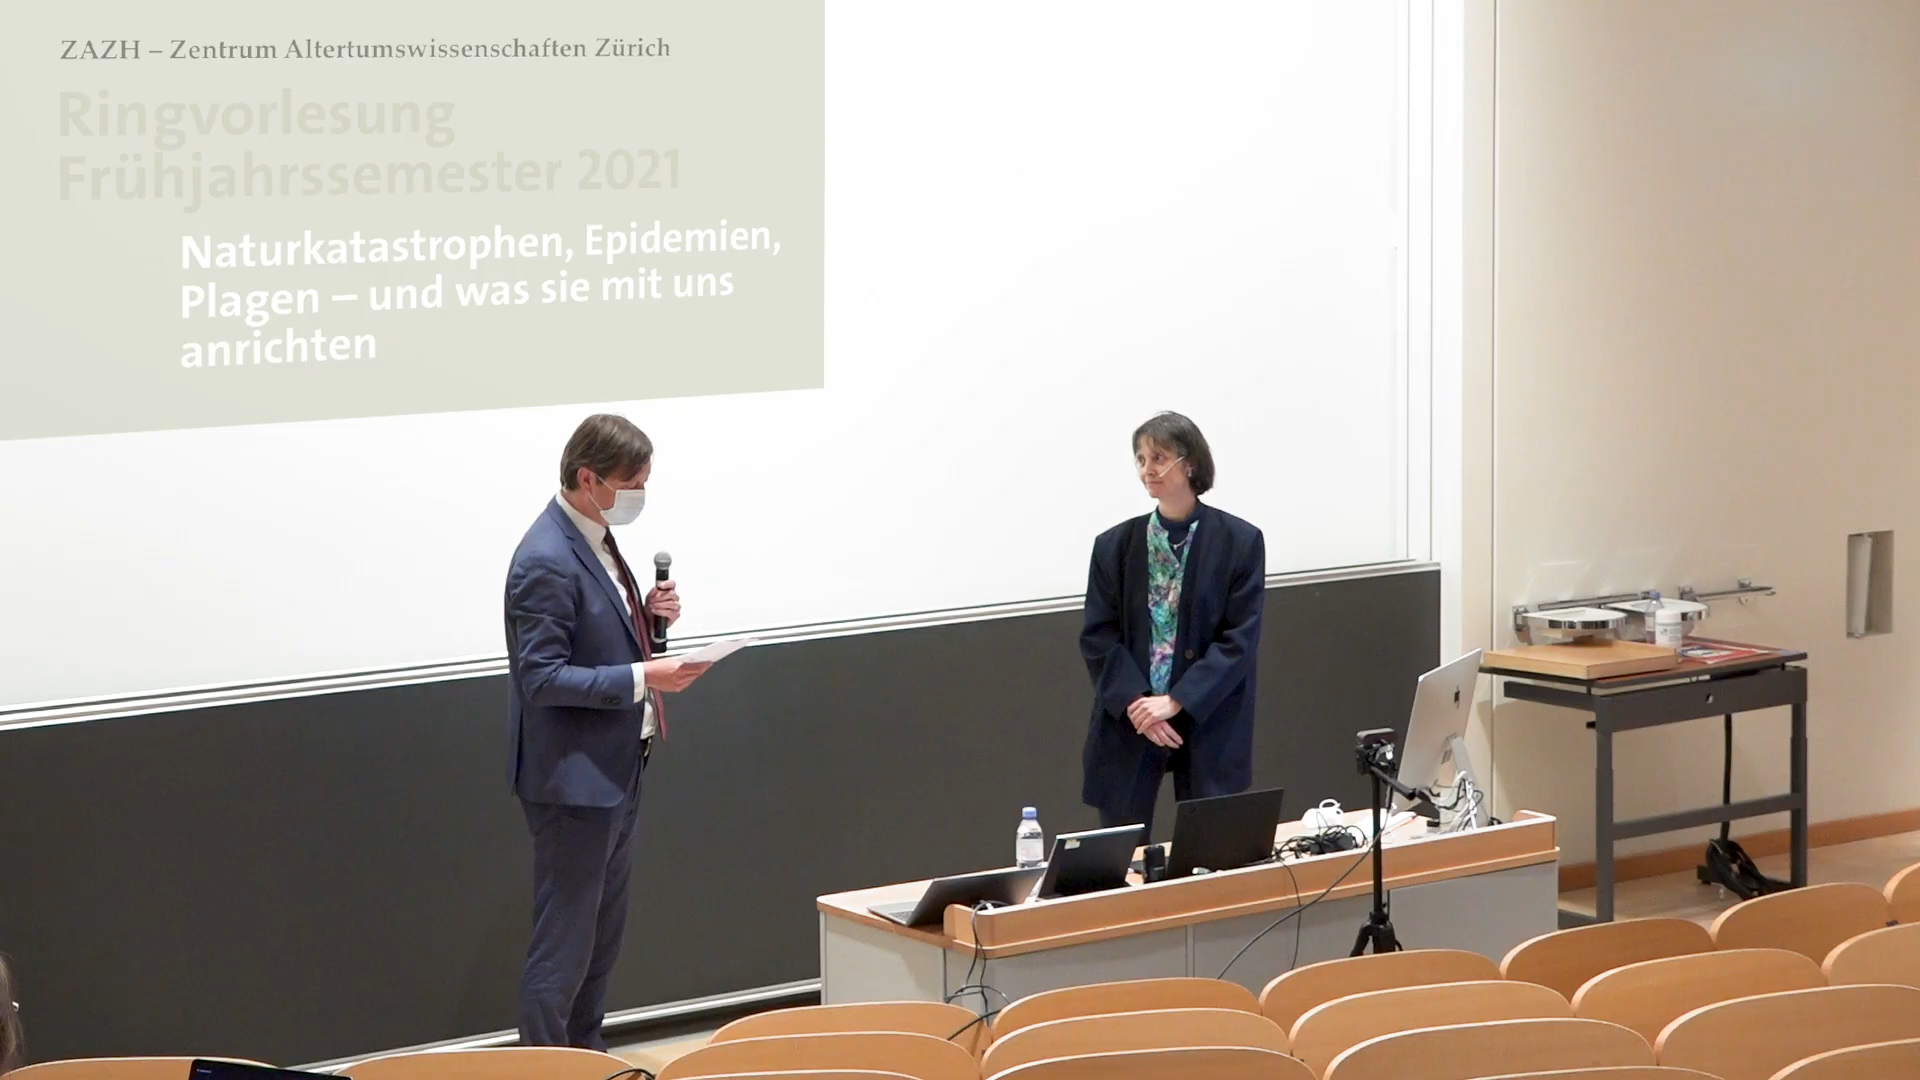 ZAZH – Zentrum Altertumswissenschaften Zürich
Ringvorlesung
Frühjahrssemester 2021
Naturkatastrophen, Epidemien,
Plagen – und was sie mit uns
anrichten